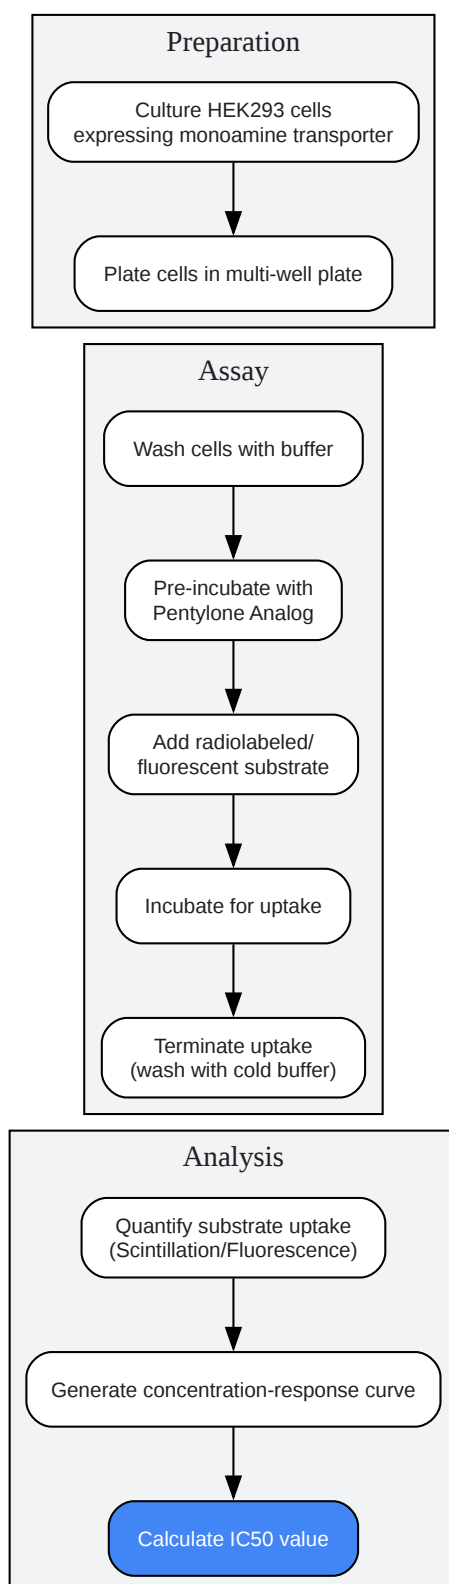 Preparation
Culture HEK293 cells
expressing monoamine transporter
Plate cells in multi-well plate
Assay
Wash cells with buffer
Pre-incubate with
Pentylone Analog
Add radiolabeled/
fluorescent substrate
Incubate for uptake
Terminate uptake
(wash with cold buffer)
Analysis
Quantify substrate uptake
(Scintillation/Fluorescence)
Generate concentration-response curve
Calculate IC50 value